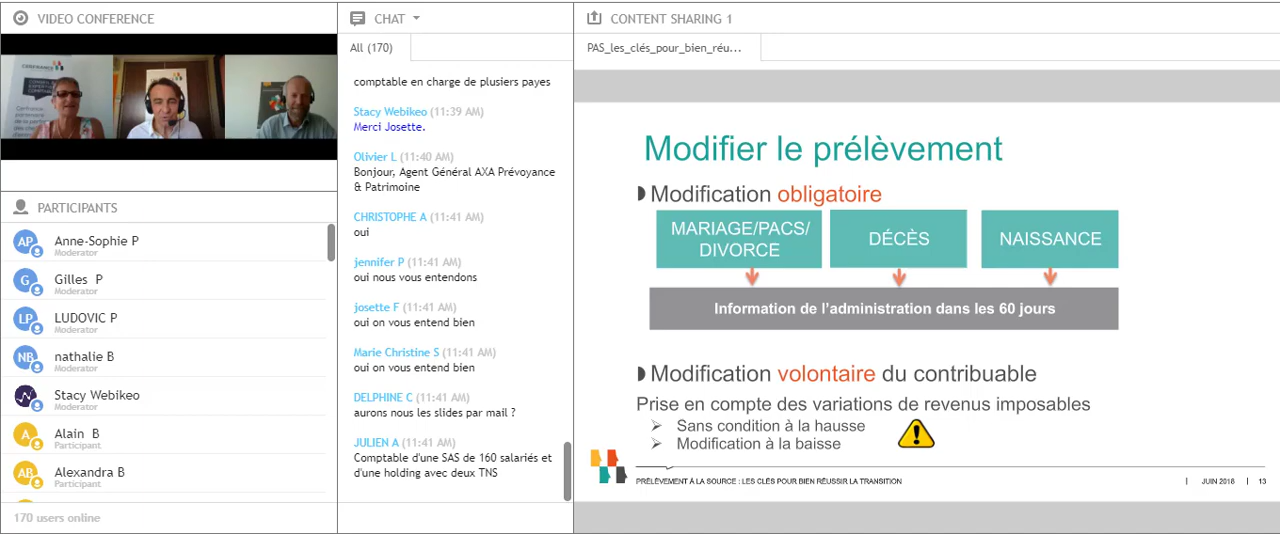 VIDEO CONFERENCE
CERFRANCE
PARTICIPANTS
AP
Anne-Sophie P
Moderator
G
Gilles P
Moderator
LP
LUDOVIC P
Moderator
NB
nathalie B
Moderator
Stacy Webikeo
Moderator
A
Alain B
Participant
AB
Alexandra B
Participant
170 users online
CHAT
All (170)
comptable en charge de plusiers payes
Stacy Webikeo (11:39 AM)
Merci Josette.
Olivier L (11:40 AM)
Bonjour, Agent Général AXA Prévoyance
& Patrimoine
CHRISTOPHE A (11:41 AM)
oui
jennifer P (11:41 AM)
oui nous vous entendons
josette F (11:41 AM)
oui on vous entend bien
Marie Christine S (11:41 AM)
oui on vous entend bien
DELPHINE C (11:41 AM)
aurons nous les slides par mail ?
JULIEN A (11:41 AM)
Comptable d'une SAS de 160 salariés et
d'une holding avec deux TNS
CONTENT SHARING 1
PAS_les_clés_pour_bien_réu...
Modifier le prélèvement
Modification obligatoire
MARIAGE/PACS/
DIVORCE
DÉCÈS
NAISSANCE
Information de l'administration dans les 60 jours
Modification volontaire du contribuable
Prise en compte des variations de revenus imposables
Sans condition à la hausse
Modification à la baisse
PRÉLÈVEMENT À LA SOURCE : LES CLÉS POUR BIEN RÉUSSIR LA TRANSITION
JUIN 2018
13